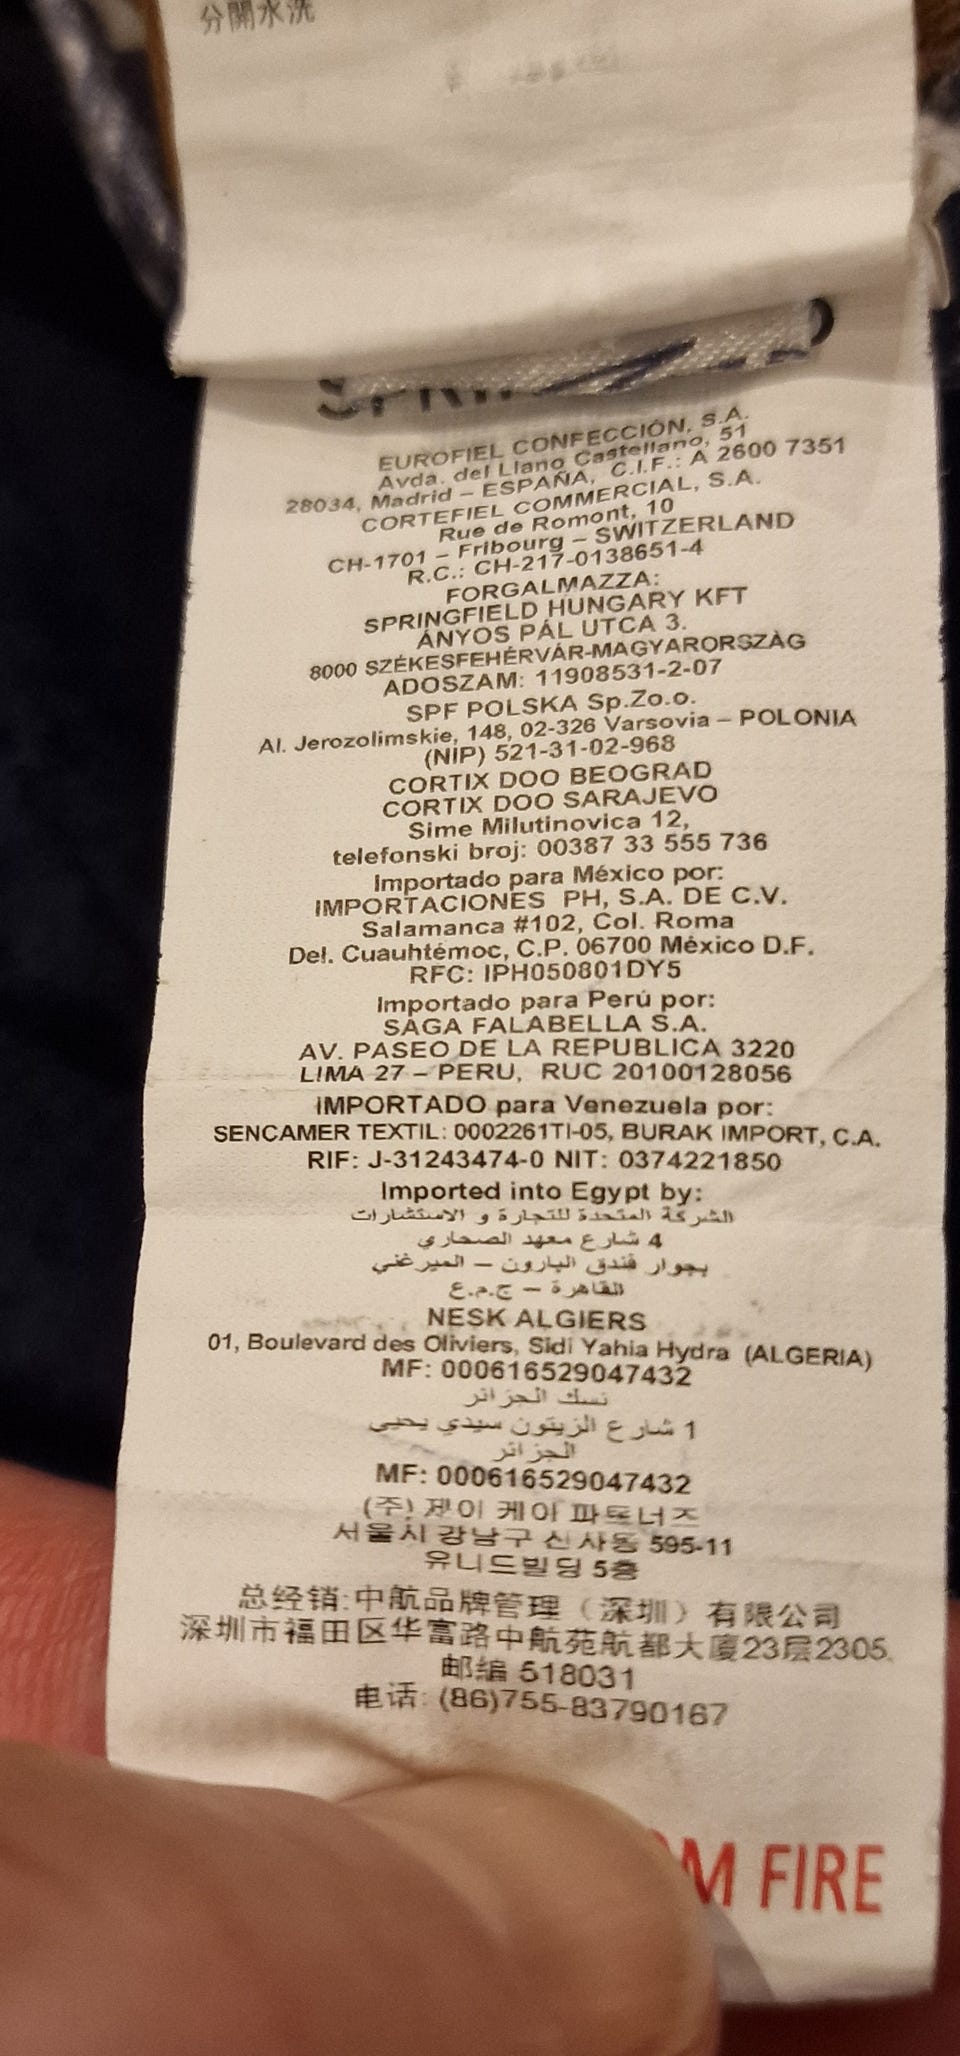 分開水洗
EUROFIEL CONFECCIÓN, S.A.
Avda. del Llano Castellano, 51
28034, Madrid – ESPAÑA, C.I.F.: A 2600 7351
CORTEFIEL COMMERCIAL, S.A.
Rue de Romont, 10
CH-1701 – Fribourg – SWITZERLAND
R.C.: CH-217-0138651-4
FORGALMAZZA:
SPRINGFIELD HUNGARY KFT
ÁNYOS PÁL UTCA 3.
8000 SZÉKESFEHÉRVÁR-MAGYARORSZÁG
ADOSZAM: 11908531-2-07
SPF POLSKA Sp.Zo.o.
Al. Jerozolimskie, 148, 02-326 Varsovia – POLONIA
(NIP) 521-31-02-968
CORTIX DOO BEOGRAD
CORTIX DOO SARAJEVO
Sime Milutinovica 12,
telefonski broj: 00387 33 555 736
Importado para México por:
IMPORTACIONES PH, S.A. DE C.V.
Salamanca #102, Col. Roma
Del. Cuauhtémoc, C.P. 06700 México D.F.
RFC: IPH050801DY5
Importado para Perú por:
SAGA FALABELLA S.A.
AV. PASEO DE LA REPUBLICA 3220
LIMA 27 – PERU, RUC 20100128056
IMPORTADO para Venezuela por:
SENCAMER TEXTIL: 0002261TI-05, BURAK IMPORT, C.A.
RIF: J-31243474-0 NIT: 0374221850
Imported into Egypt by:
الشركة المتحدة للتجارة و الاستشارات
4 شارع معهد الصحاري
بجوار فندق البارون – الميرغني
القاهرة – ج.م.ع
NESK ALGIERS
01, Boulevard des Oliviers, Sidi Yahia Hydra (ALGERIA)
MF: 000616529047432
نسك الجزائر
1 شارع الزيتون سيدي يحيى
الجزائر
MF: 000616529047432
(주) 제이 케이 파트너즈
서울시 강남구 신사동 595-11
유니드빌딩 5층
总经销:中航品牌管理（深圳）有限公司
深圳市福田区华富路中航苑航都大厦23层2305
邮编 518031
电话: (86)755-83790167
FIRE